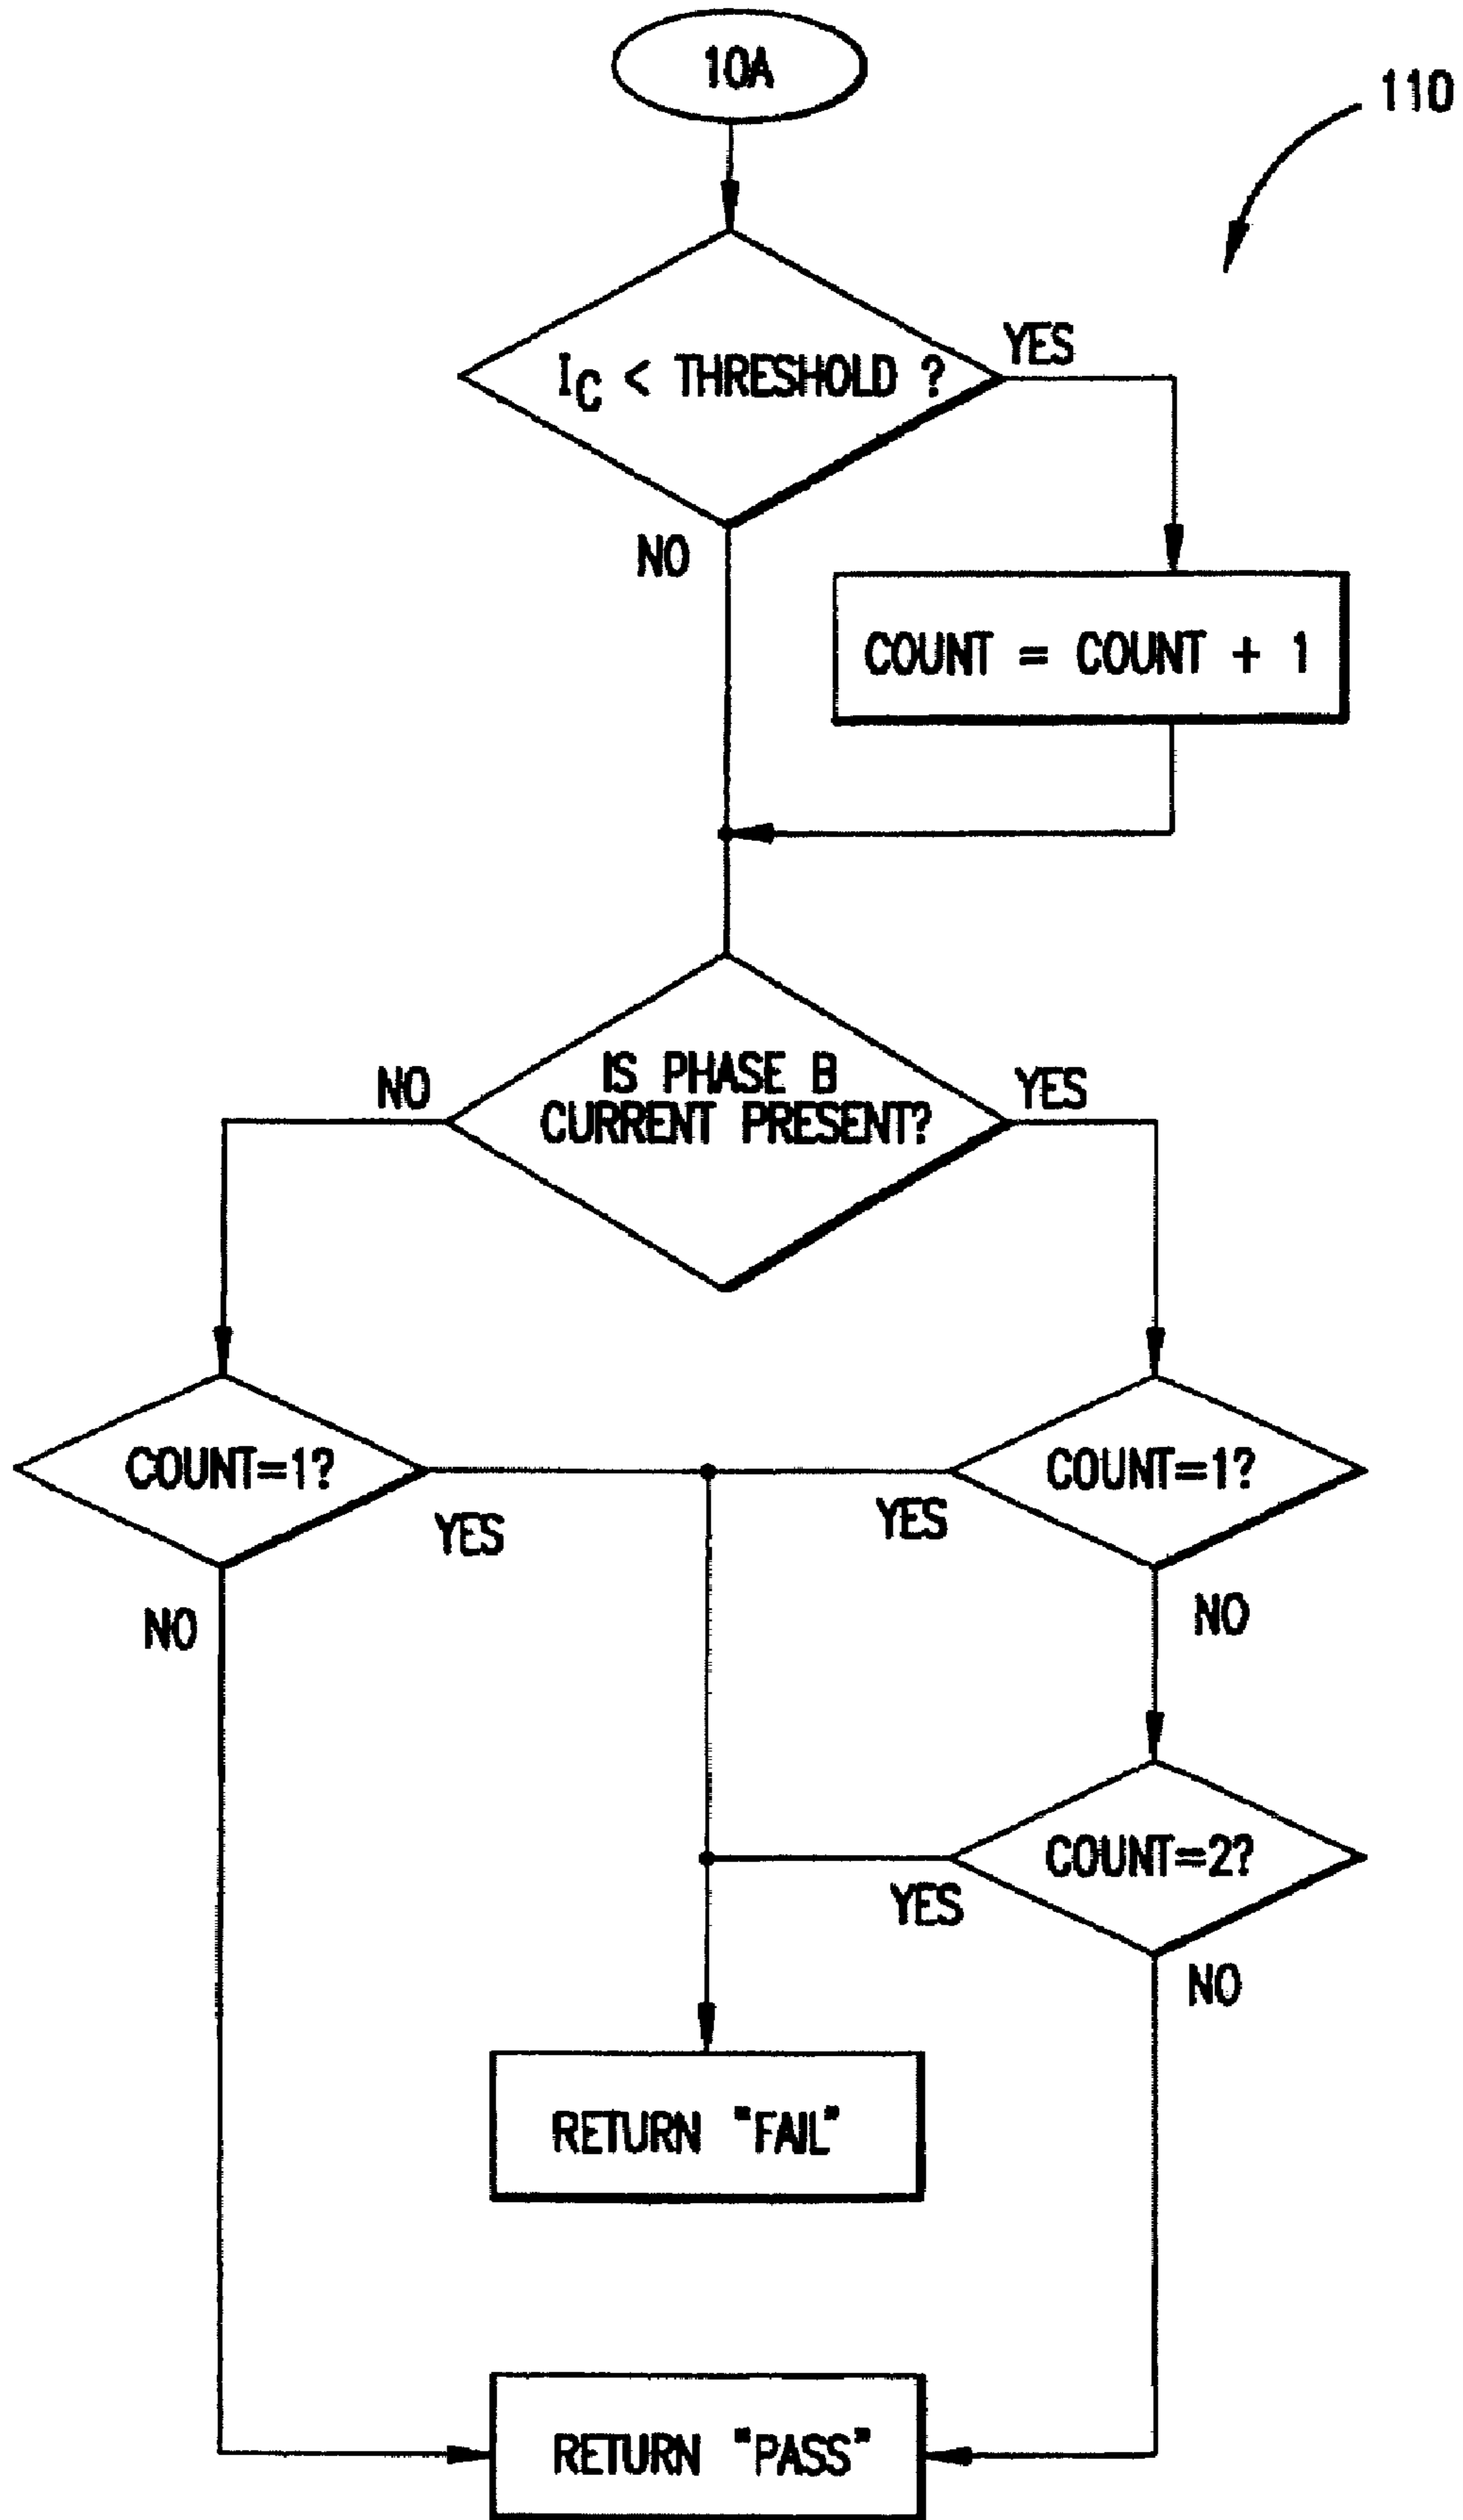 10A
110
I_C < THRESHOLD ?
YES
NO
COUNT = COUNT + 1
IS PHASE B
CURRENT PRESENT?
NO
YES
COUNT=1?
COUNT=1?
YES
YES
NO
NO
COUNT=2?
YES
NO
RETURN "FAIL"
RETURN "PASS"